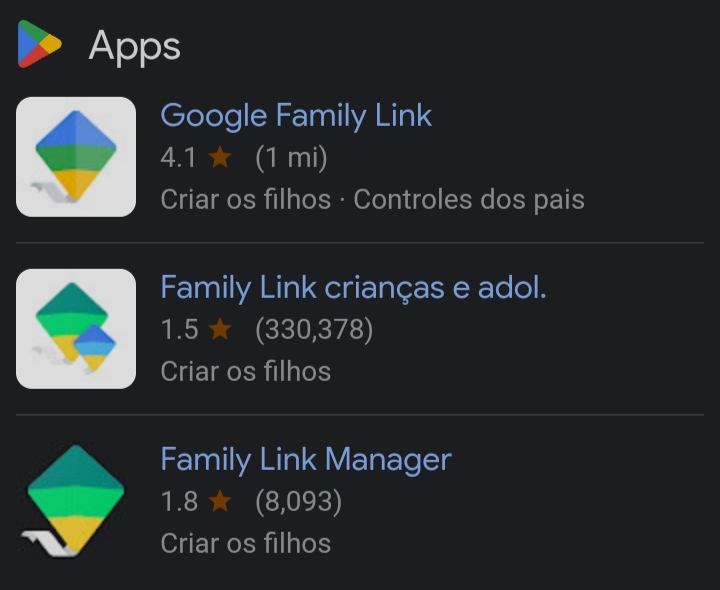 Apps
Google Family Link
4.1 ★ (1 mi)
Criar os filhos · Controles dos pais
Family Link crianças e adol.
1.5 ★ (330,378)
Criar os filhos
Family Link Manager
1.8 ★ (8,093)
Criar os filhos